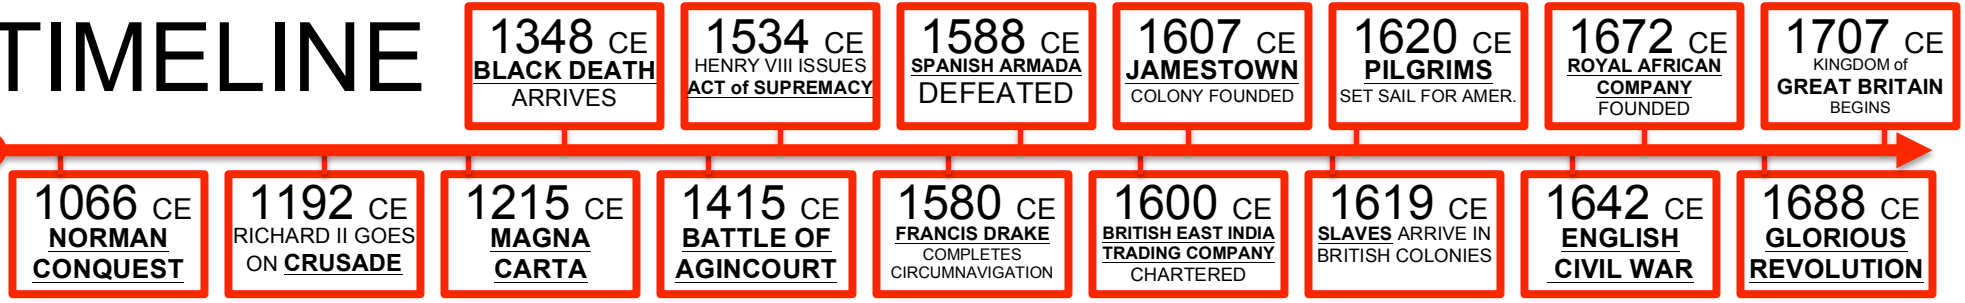 TIMELINE
1348 CE
BLACK DEATH
ARRIVES
1534 CE
HENRY VIII ISSUES
ACT of SUPREMACY
1588 CE
SPANISH ARMADA
DEFEATED
1607 CE
JAMESTOWN
COLONY FOUNDED
1620 CE
PILGRIMS
SET SAIL FOR AMER.
1672 CE
ROYAL AFRICAN
COMPANY
FOUNDED
1707 CE
KINGDOM of
GREAT BRITAIN
BEGINS
1066 CE
NORMAN
CONQUEST
1192 CE
RICHARD II GOES
ON CRUSADE
1215 CE
MAGNA
CARTA
1415 CE
BATTLE OF
AGINCOURT
1580 CE
FRANCIS DRAKE
COMPLETES
CIRCUMNAVIGATION
1600 CE
BRITISH EAST INDIA
TRADING COMPANY
CHARTERED
1619 CE
SLAVES ARRIVE IN
BRITISH COLONIES
1642 CE
ENGLISH
CIVIL WAR
1688 CE
GLORIOUS
REVOLUTION